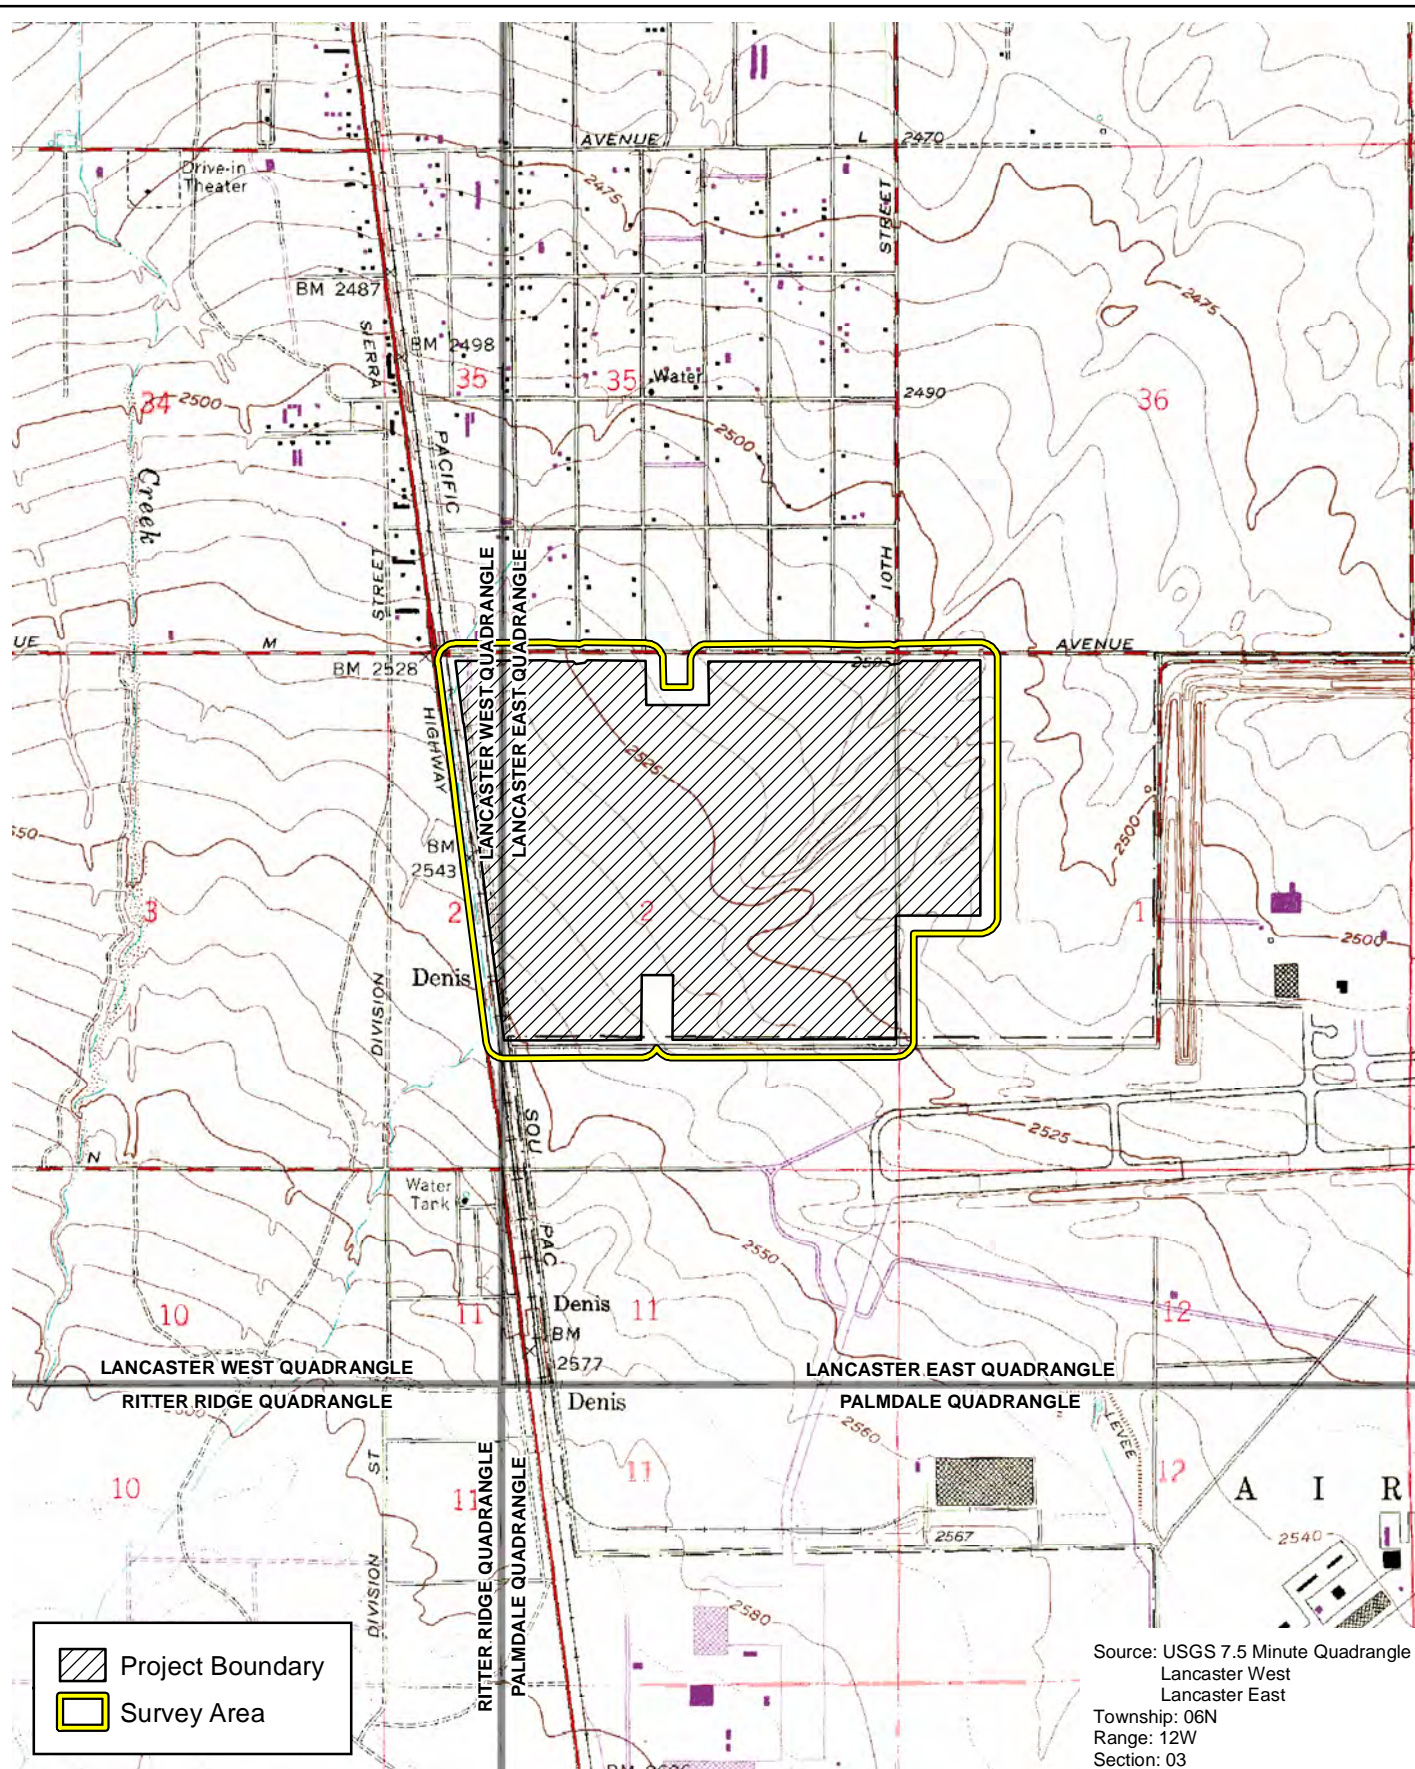 AVENUE
L
2470
Drive-in
Theater
2475
STREET
BM 2487
2475
SIERRA
BM 2498
35
35
Water
34
2500
2490
36
PACIFIC
2500
Creek
STREET
10TH
LANCASTER WEST QUADRANGLE
LANCASTER EAST QUADRANGLE
UE
M
AVENUE
BM 2528
HIGHWAY
2525
2500
BM
2543
3
2
2
1
2500
Denis
DIVISION
SOU
2525
N
Water
Tank
PAC
2550
10
11
Denis
11
12
BM
2577
LANCASTER WEST QUADRANGLE
LANCASTER EAST QUADRANGLE
RITTER RIDGE QUADRANGLE
Denis
PALMDALE QUADRANGLE
2560
LEVEE
ST
10
11
11
12
A I R
RITTER RIDGE QUADRANGLE
PALMDALE QUADRANGLE
2567
2540
DIVISION
2580
Project Boundary
Survey Area
Source: USGS 7.5 Minute Quadrangle
Lancaster West
Lancaster East
Township: 06N
Range: 12W
Section: 03